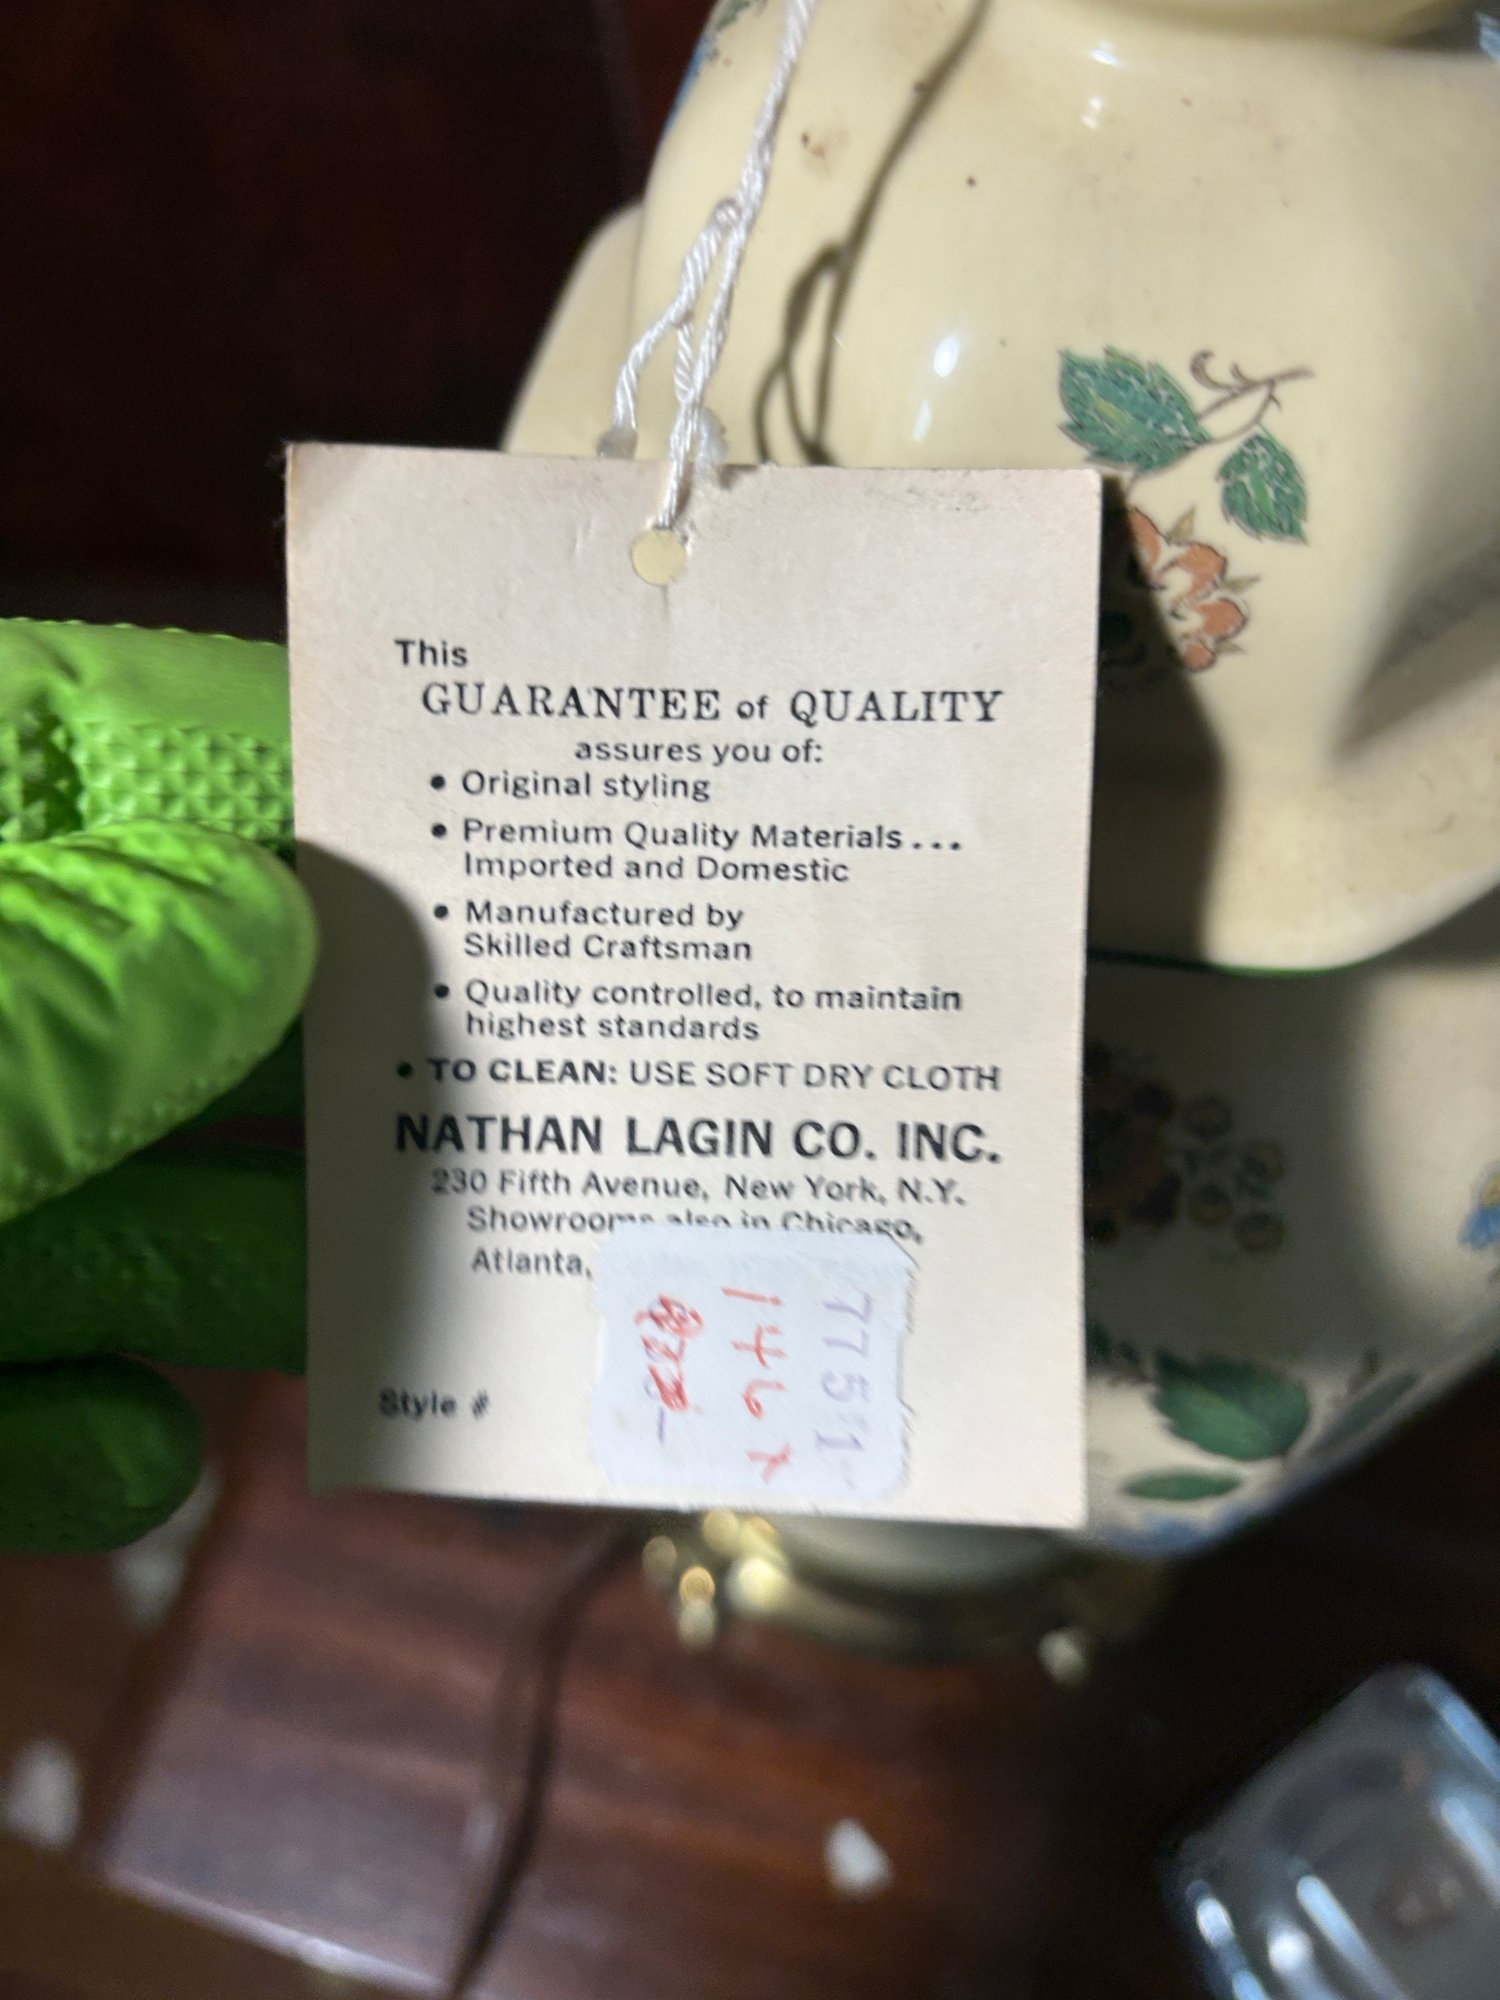 This
GUARANTEE of QUALITY
assures you of:
• Original styling
• Premium Quality Materials...
Imported and Domestic
• Manufactured by
Skilled Craftsman
• Quality controlled, to maintain
highest standards
• TO CLEAN: USE SOFT DRY CLOTH
NATHAN LAGIN CO. INC.
230 Fifth Avenue, New York, N.Y.
Showrooms also in Chicago,
Atlanta,
Style #
7751
146